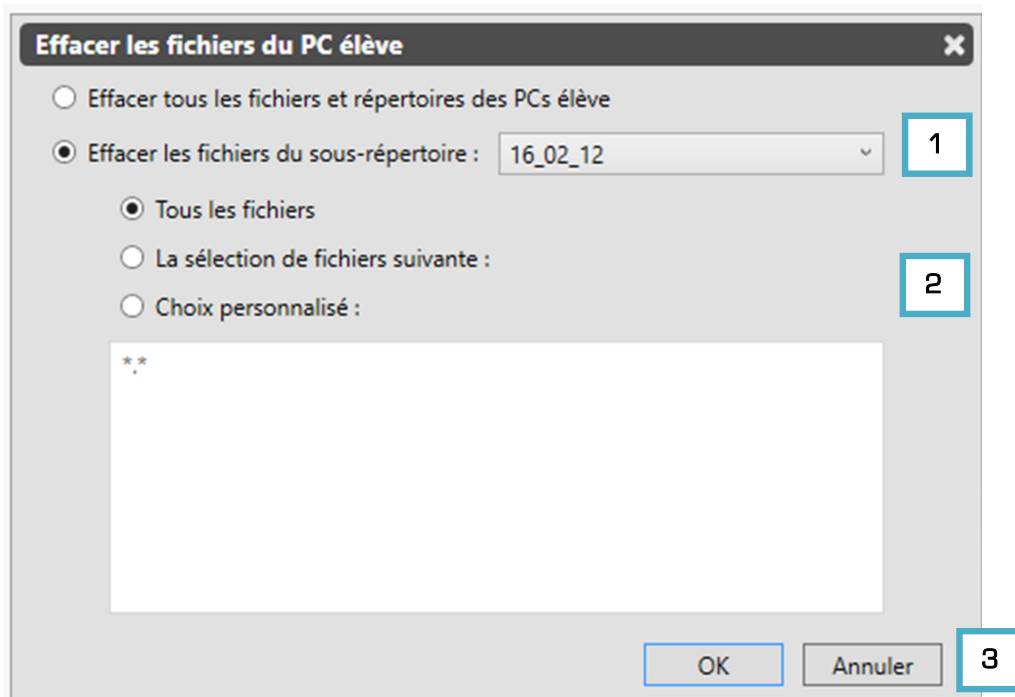 Effacer les fichiers du PC élève
Effacer tous les fichiers et répertoires des PCs élève
Effacer les fichiers du sous-répertoire : 16_02_12
1
Tous les fichiers
La sélection de fichiers suivante :
2
Choix personnalisé :
*.*
OK Annuler
3